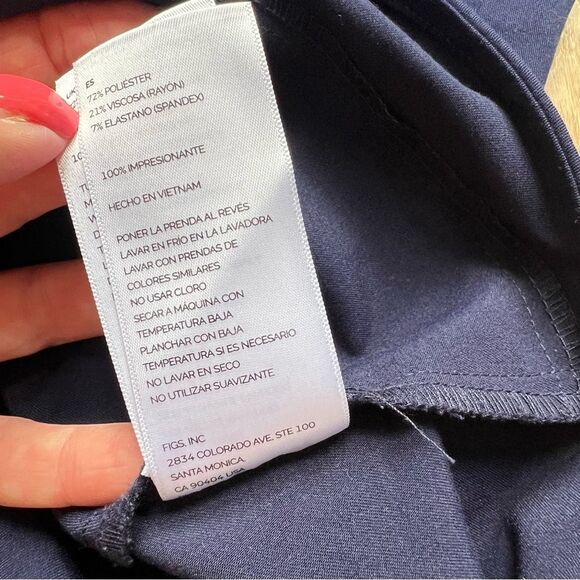 ES
72% POLIÉSTER
21% VISCOSA (RAYÓN)
7% ELASTANO (SPANDEX)
100% IMPRESIONANTE
HECHO EN VIETNAM
PONER LA PRENDA AL REVÉS
LAVAR EN FRÍO EN LA LAVADORA
LAVAR CON PRENDAS DE
COLORES SIMILARES
NO USAR CLORO
SECAR A MÁQUINA CON
TEMPERATURA BAJA
PLANCHAR CON BAJA
TEMPERATURA SI ES NECESARIO
NO LAVAR EN SECO
NO UTILIZAR SUAVIZANTE
FIGS, INC
2834 COLORADO AVE, STE 100
SANTA MONICA,
CA 90404 USA